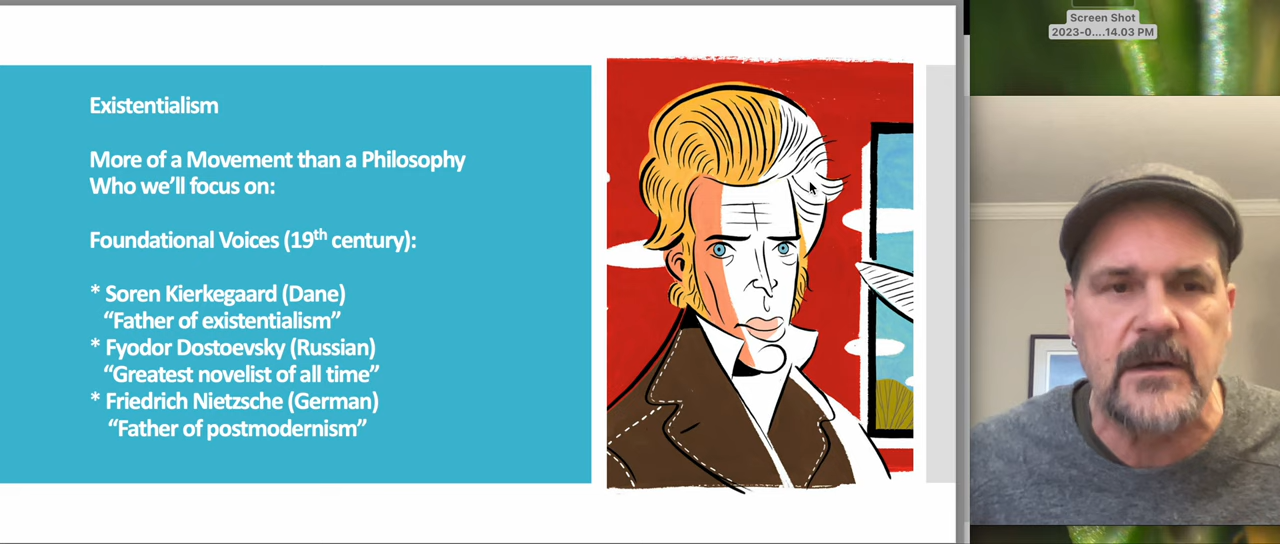 Existentialism
More of a Movement than a Philosophy
Who we’ll focus on:
Foundational Voices (19th century):
* Soren Kierkegaard (Dane)
“Father of existentialism”
* Fyodor Dostoevsky (Russian)
“Greatest novelist of all time”
* Friedrich Nietzsche (German)
“Father of postmodernism”
Screen Shot
2023-0....14.03 PM